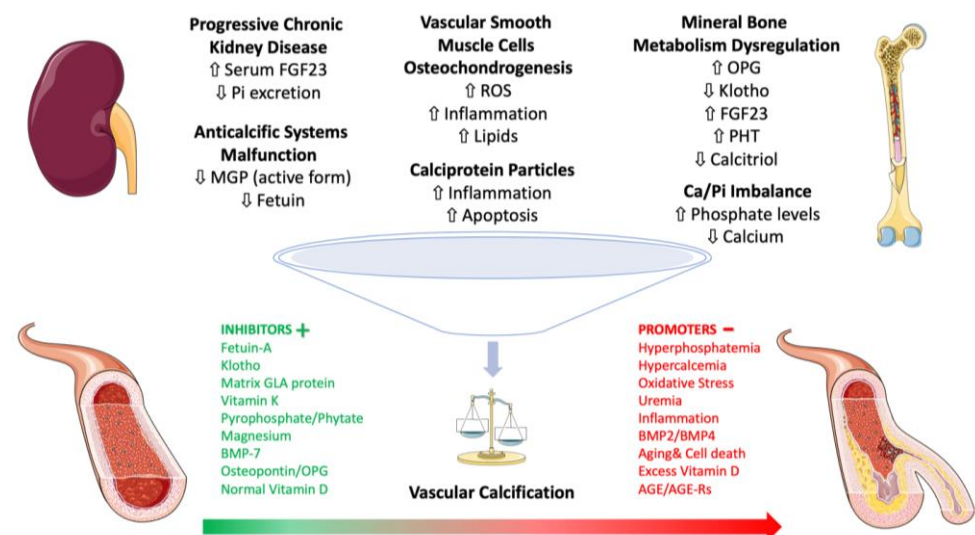 Progressive Chronic
Kidney Disease
⇧ Serum FGF23
⇩ Pi excretion
Anticalcific Systems
Malfunction
⇩ MGP (active form)
⇩ Fetuin
Vascular Smooth
Muscle Cells
Osteochondrogenesis
⇧ ROS
⇧ Inflammation
⇧ Lipids
Calciprotein Particles
⇧ Inflammation
⇧ Apoptosis
Mineral Bone
Metabolism Dysregulation
⇧ OPG
⇩ Klotho
⇧ FGF23
⇧ PHT
⇩ Calcitriol
Ca/Pi Imbalance
⇧ Phosphate levels
⇩ Calcium
INHIBITORS +
Fetuin-A
Klotho
Matrix GLA protein
Vitamin K
Pyrophosphate/Phytate
Magnesium
BMP-7
Osteopontin/OPG
Normal Vitamin D
Vascular Calcification
PROMOTERS −
Hyperphosphatemia
Hypercalcemia
Oxidative Stress
Uremia
Inflammation
BMP2/BMP4
Aging& Cell death
Excess Vitamin D
AGE/AGE-Rs